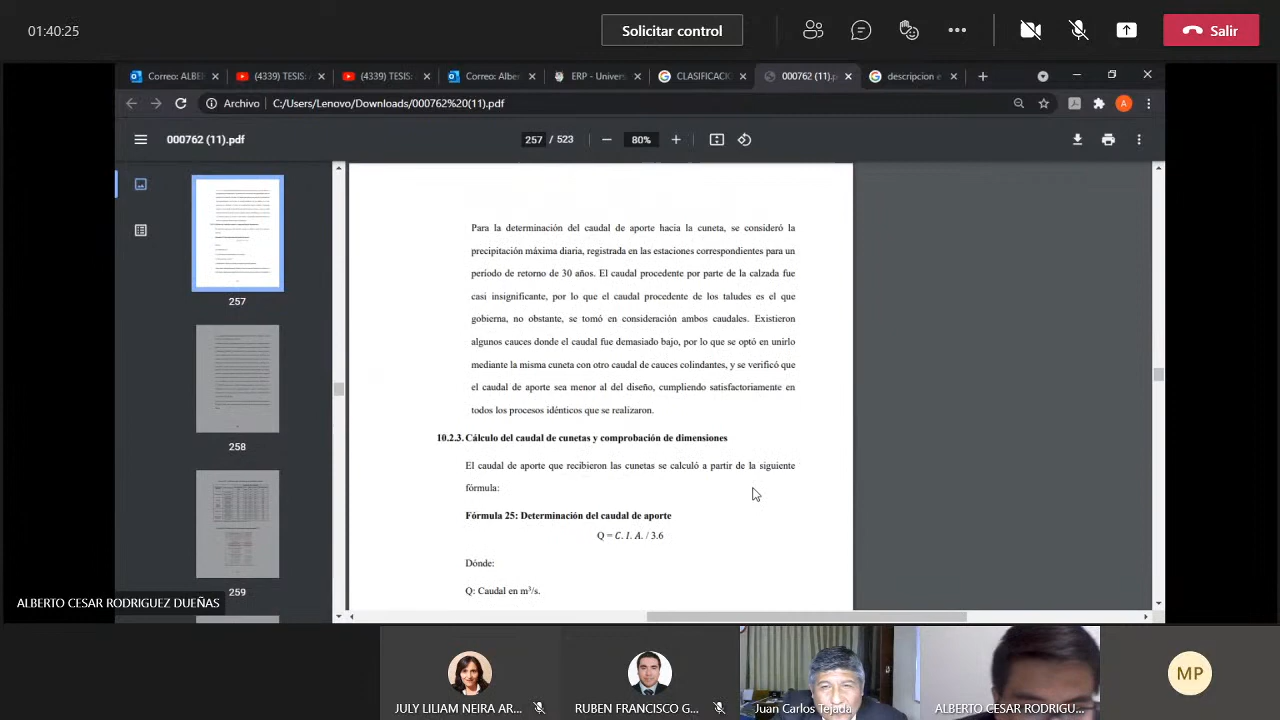 01:40:25
Solicitar control
Salir
Correo: ALBE
(4339) TESIS:
(4339) TESIS:
Correo: Alber
ERP - Univers
CLASIFICACIO
000762 (11).p
descripcion e
Archivo
C:/Users/Lenovo/Downloads/000762%20(11).pdf
A
000762 (11).pdf
257 / 523
80%
257
258
259
Para la determinación del caudal de aporte hacia la cuneta, se consideró la
precipitación máxima diaria, registrada en las estaciones correspondientes para un
período de retorno de 30 años. El caudal procedente por parte de la calzada fue
casi insignificante, por lo que el caudal procedente de los taludes es el que
gobierna, no obstante, se tomó en consideración ambos caudales. Existieron
algunos cauces donde el caudal fue demasiado bajo, por lo que se optó en unirlo
mediante la misma cuneta con otro caudal de cauces colindantes, y se verificó que
el caudal de aporte sea menor al del diseño, cumpliendo satisfactoriamente en
todos los procesos idénticos que se realizaron.
10.2.3. Cálculo del caudal de cunetas y comprobación de dimensiones
El caudal de aporte que recibieron las cunetas se calculó a partir de la siguiente
fórmula:
Fórmula 25: Determinación del caudal de aporte
Q = C. I. A. / 3.6
Dónde:
Q: Caudal en m³/s.
ALBERTO CESAR RODRIGUEZ DUEÑAS
JULY LILIAM NEIRA AR...
RUBEN FRANCISCO G...
Juan Carlos Tejada
ALBERTO CESAR RODRIGU...
MP